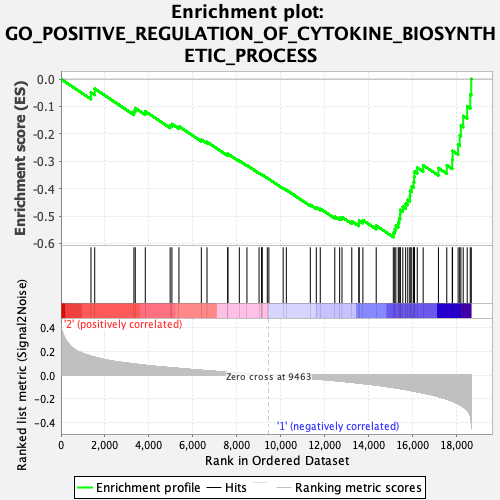 Enrichment plot:
GO_POSITIVE_REGULATION_OF_CYTOKINE_BIOSYNTH
ETIC_PROCESS
Enrichment score (ES)
0.0
-0.1
-0.2
-0.3
-0.4
-0.5
-0.6
'2' (positively correlated)
Ranked list metric (Signal2Noise)
0.4
0.2
0.0
-0.2
-0.4
Zero cross at 9463
'1' (negatively correlated)
0 2,000 4,000 6,000 8,000 10,000 12,000 14,000 16,000 18,000
Rank in Ordered Dataset
Enrichment profile Hits Ranking metric scores